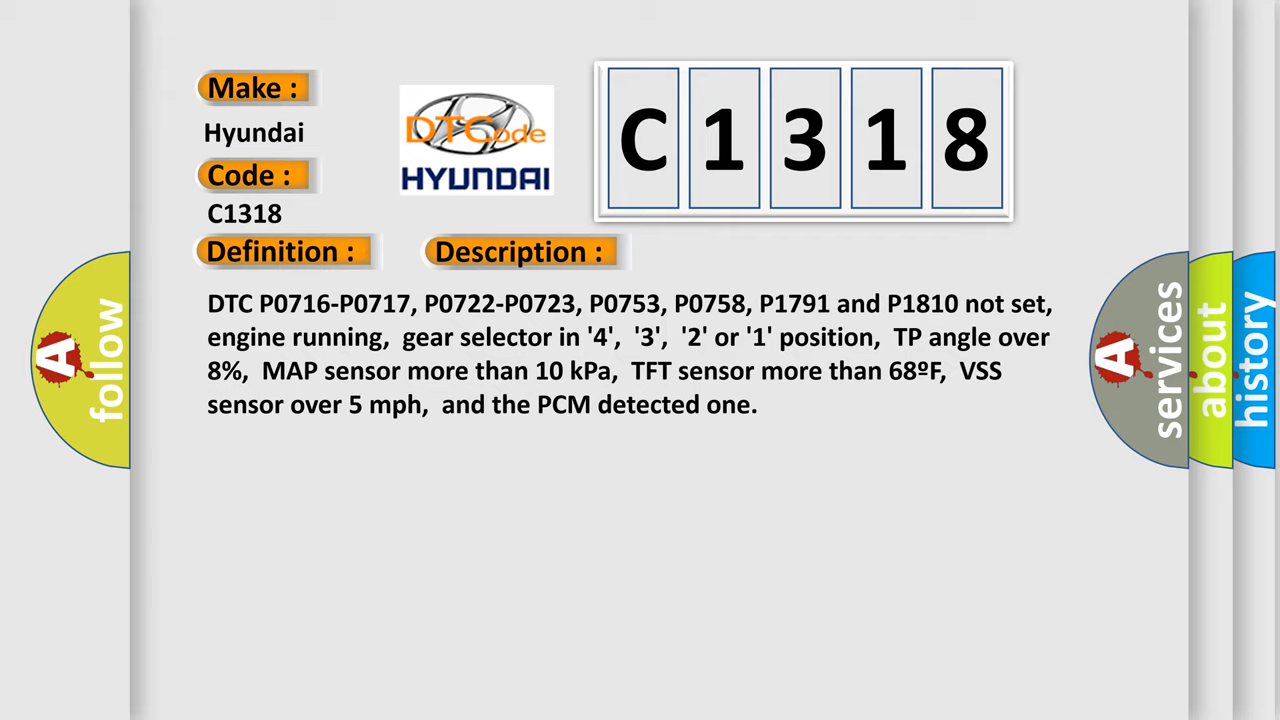 Make :
Hyundai
Code :
C1318
Definition :
Description :
DTCode
HYUNDAI
C1318
DTC P0716-P0717, P0722-P0723, P0753, P0758, P1791 and P1810 not set,
engine running, gear selector in '4', '3', '2' or '1' position, TP angle over
8%, MAP sensor more than 10 kPa, TFT sensor more than 68ºF, VSS
sensor over 5 mph, and the PCM detected one.
A
follow
A
services
about
history